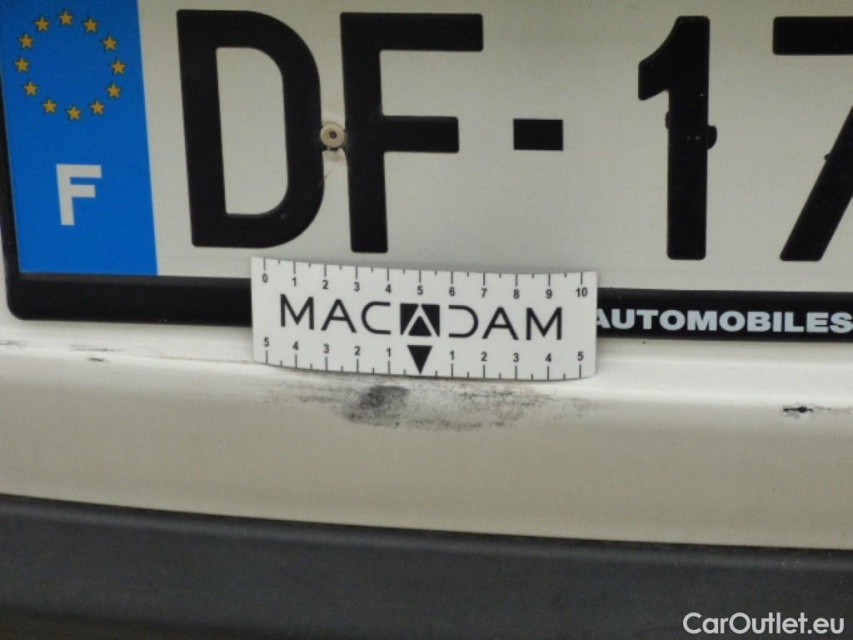 F
DF-17
0 1 2 3 4 5 6 7 8 9 10
MACADAM
5 4 3 2 1 1 2 3 4 5
AUTOMOBILES
CarOutlet.eu